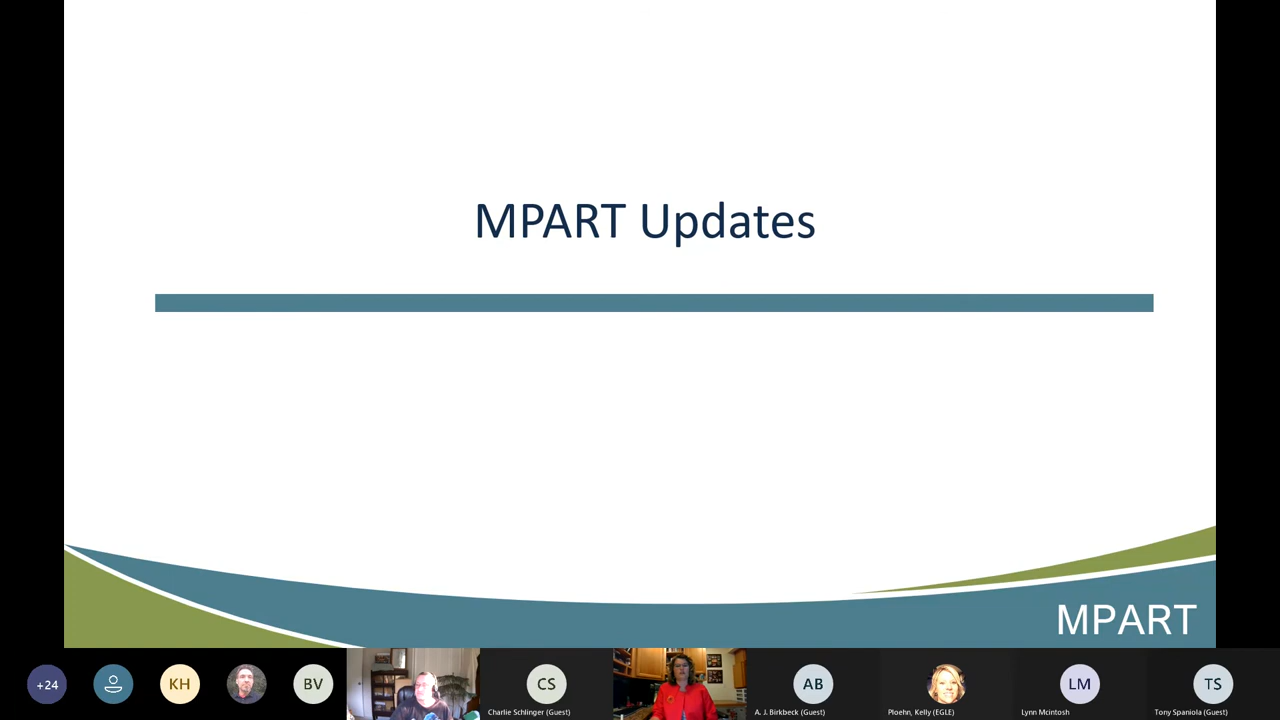 MPART Updates
MPART
+24
KH
BV
CS
Charlie Schlinger (Guest)
AB
A. J. Birkbeck (Guest)
Ploehn, Kelly (EGLE)
LM
Lynn Mcintosh
TS
Tony Spaniola (Guest)